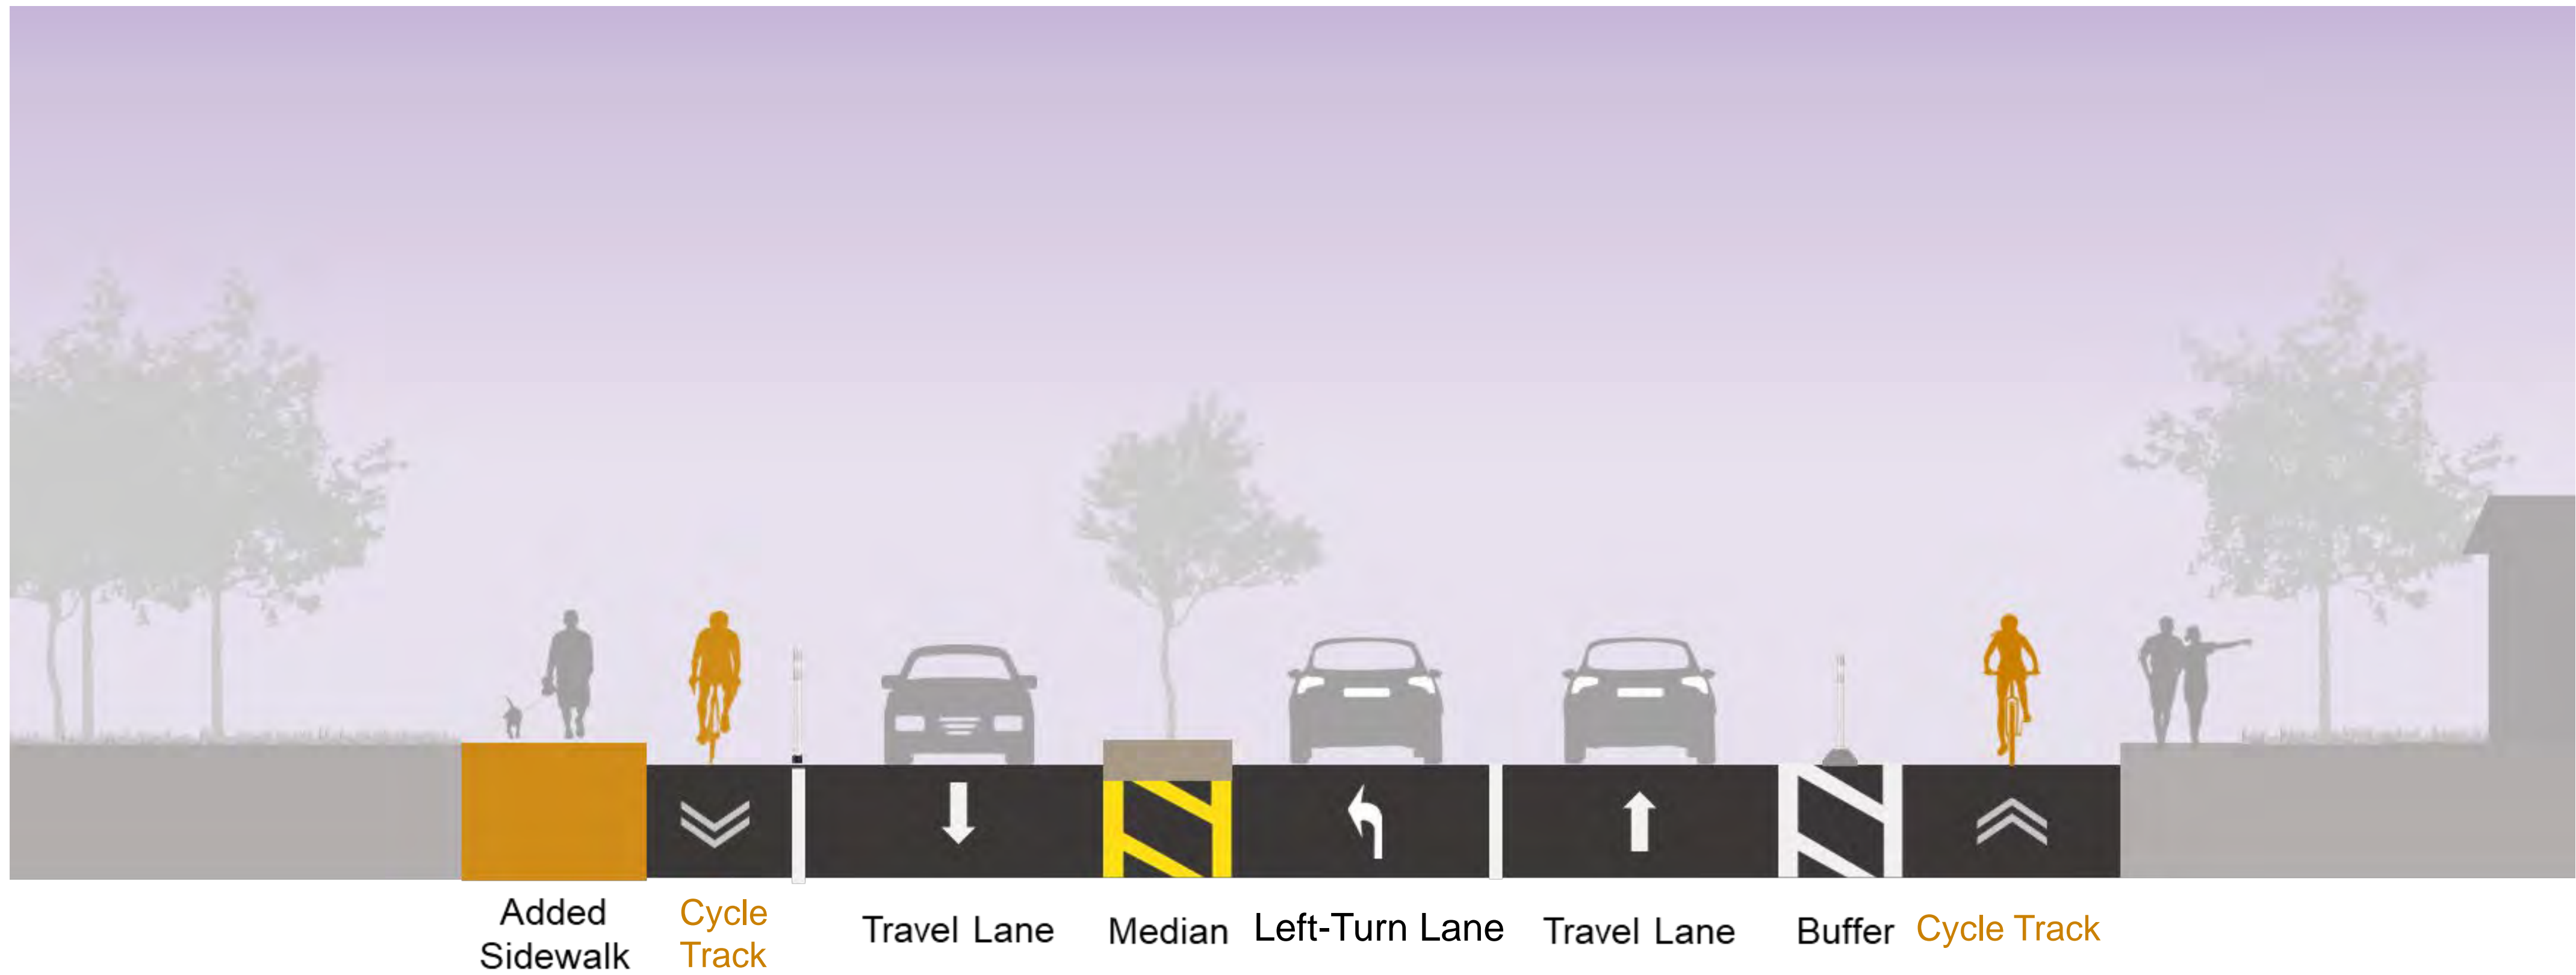 Added
Sidewalk
Cycle
Track
Travel Lane
Median
Left-Turn Lane
Travel Lane
Buffer
Cycle Track